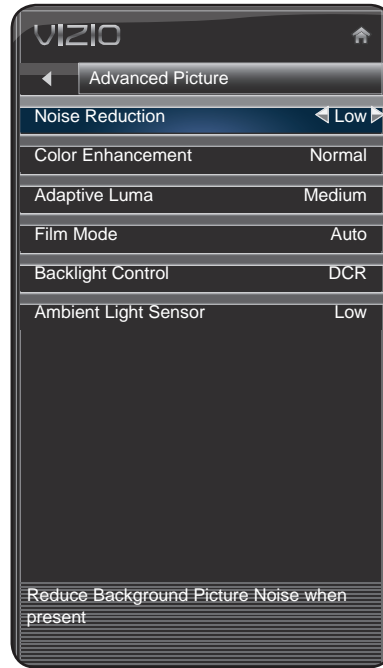 VIZIO
Advanced Picture
Noise Reduction Low
Color Enhancement Normal
Adaptive Luma Medium
Film Mode Auto
Backlight Control DCR
Ambient Light Sensor Low
Reduce Background Picture Noise when
present